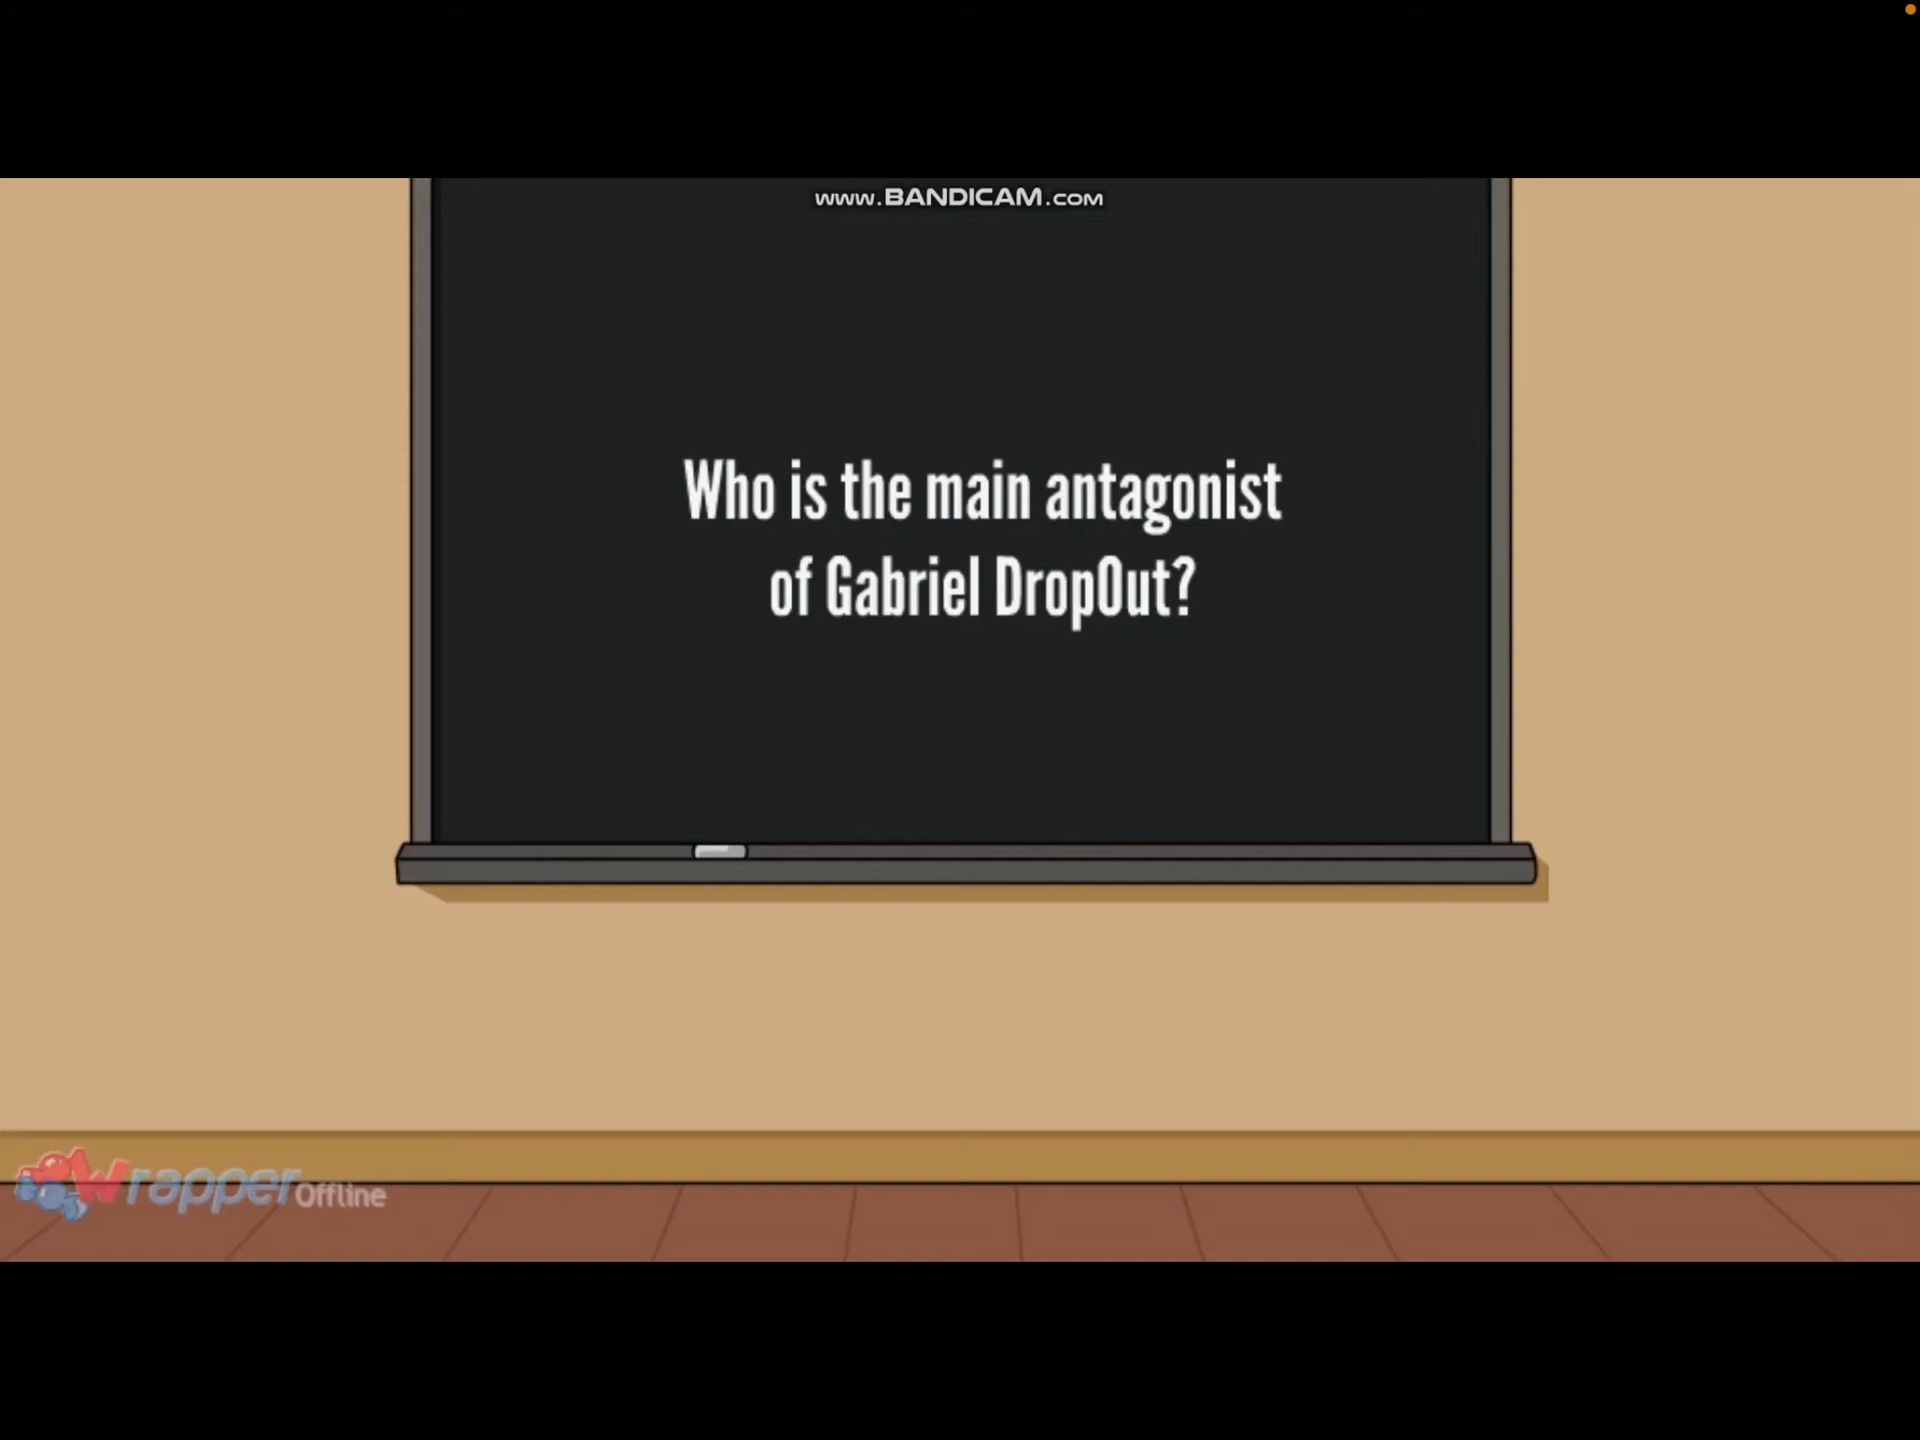 www.BANDICAM.com
Who is the main antagonist
of Gabriel DropOut?
Wrapper Offline